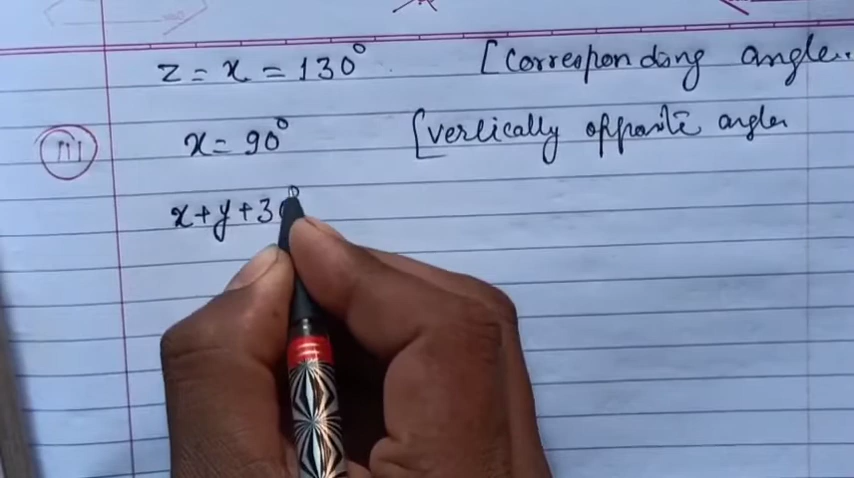 z = x = 130° [Corresponding angle..
(iii) x = 90° [vertically opposite angles
x + y + 30°